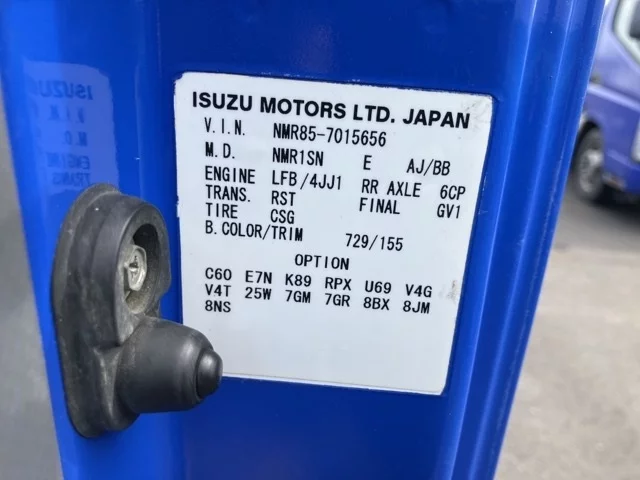 ISUZU MOTORS LTD. JAPAN
V.I.N. NMR85-7015656
M.D. NMR1SN E AJ/BB
ENGINE LFB/4JJ1 RR AXLE 6CP
TRANS. RST FINAL GV1
TIRE CSG
B.COLOR/TRIM 729/155
OPTION
C60 E7N K89 RPX U69 V4G
V4T 25W 7GM 7GR 8BX 8JM
8NS